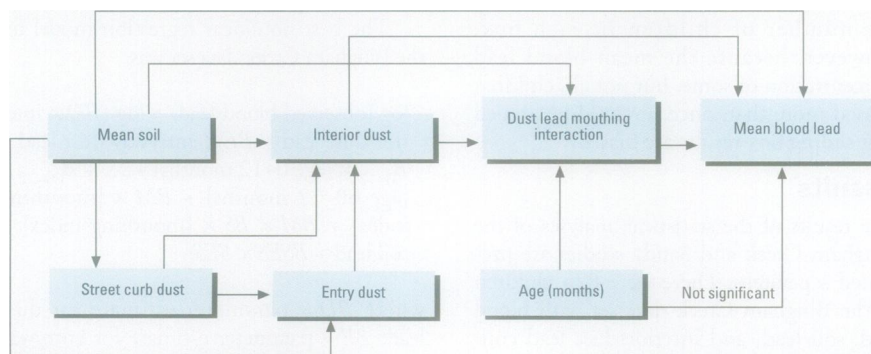 Mean soil
Interior dust
Dust lead mouthing
interaction
Mean blood lead
Street curb dust
Entry dust
Age (months)
Not significant